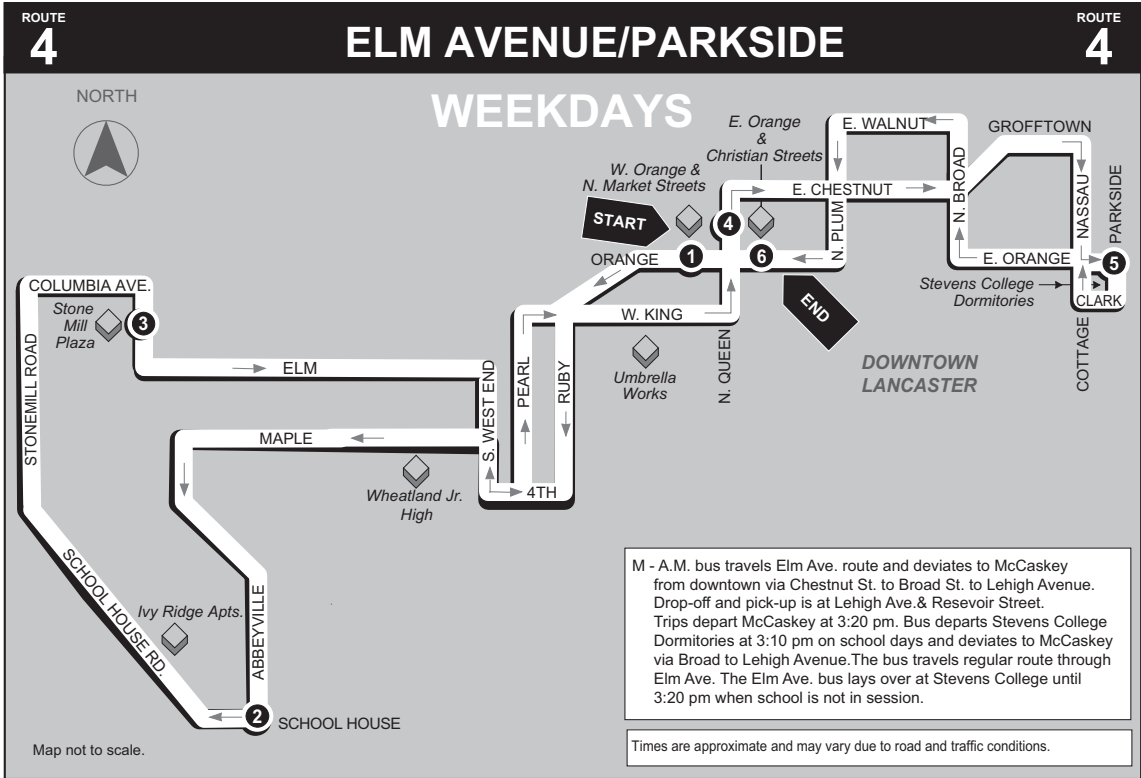 ROUTE
4
ELM AVENUE/PARKSIDE
ROUTE
4
NORTH
WEEKDAYS
E. Orange
&
Christian Streets
W. Orange &
N. Market Streets
START
4
1
6
END
E. WALNUT
GROFFTOWN
E. CHESTNUT
N. BROAD
N. PLUM
NASSAU
PARKSIDE
ORANGE
E. ORANGE
5
Stevens College
Dormitories
CLARK
COTTAGE
COLUMBIA AVE.
Stone
Mill
Plaza
3
STONEMILL ROAD
ELM
W. KING
N. QUEEN
PEARL
RUBY
Umbrella
Works
DOWNTOWN
LANCASTER
S. WEST END
MAPLE
4TH
Wheatland Jr.
High
SCHOOL HOUSE RD.
Ivy Ridge Apts.
ABBEYVILLE
2
SCHOOL HOUSE
Map not to scale.
M - A.M. bus travels Elm Ave. route and deviates to McCaskey
from downtown via Chestnut St. to Broad St. to Lehigh Avenue.
Drop-off and pick-up is at Lehigh Ave.& Resevoir Street.
Trips depart McCaskey at 3:20 pm. Bus departs Stevens College
Dormitories at 3:10 pm on school days and deviates to McCaskey
via Broad to Lehigh Avenue.The bus travels regular route through
Elm Ave. The Elm Ave. bus lays over at Stevens College until
3:20 pm when school is not in session.
Times are approximate and may vary due to road and traffic conditions.